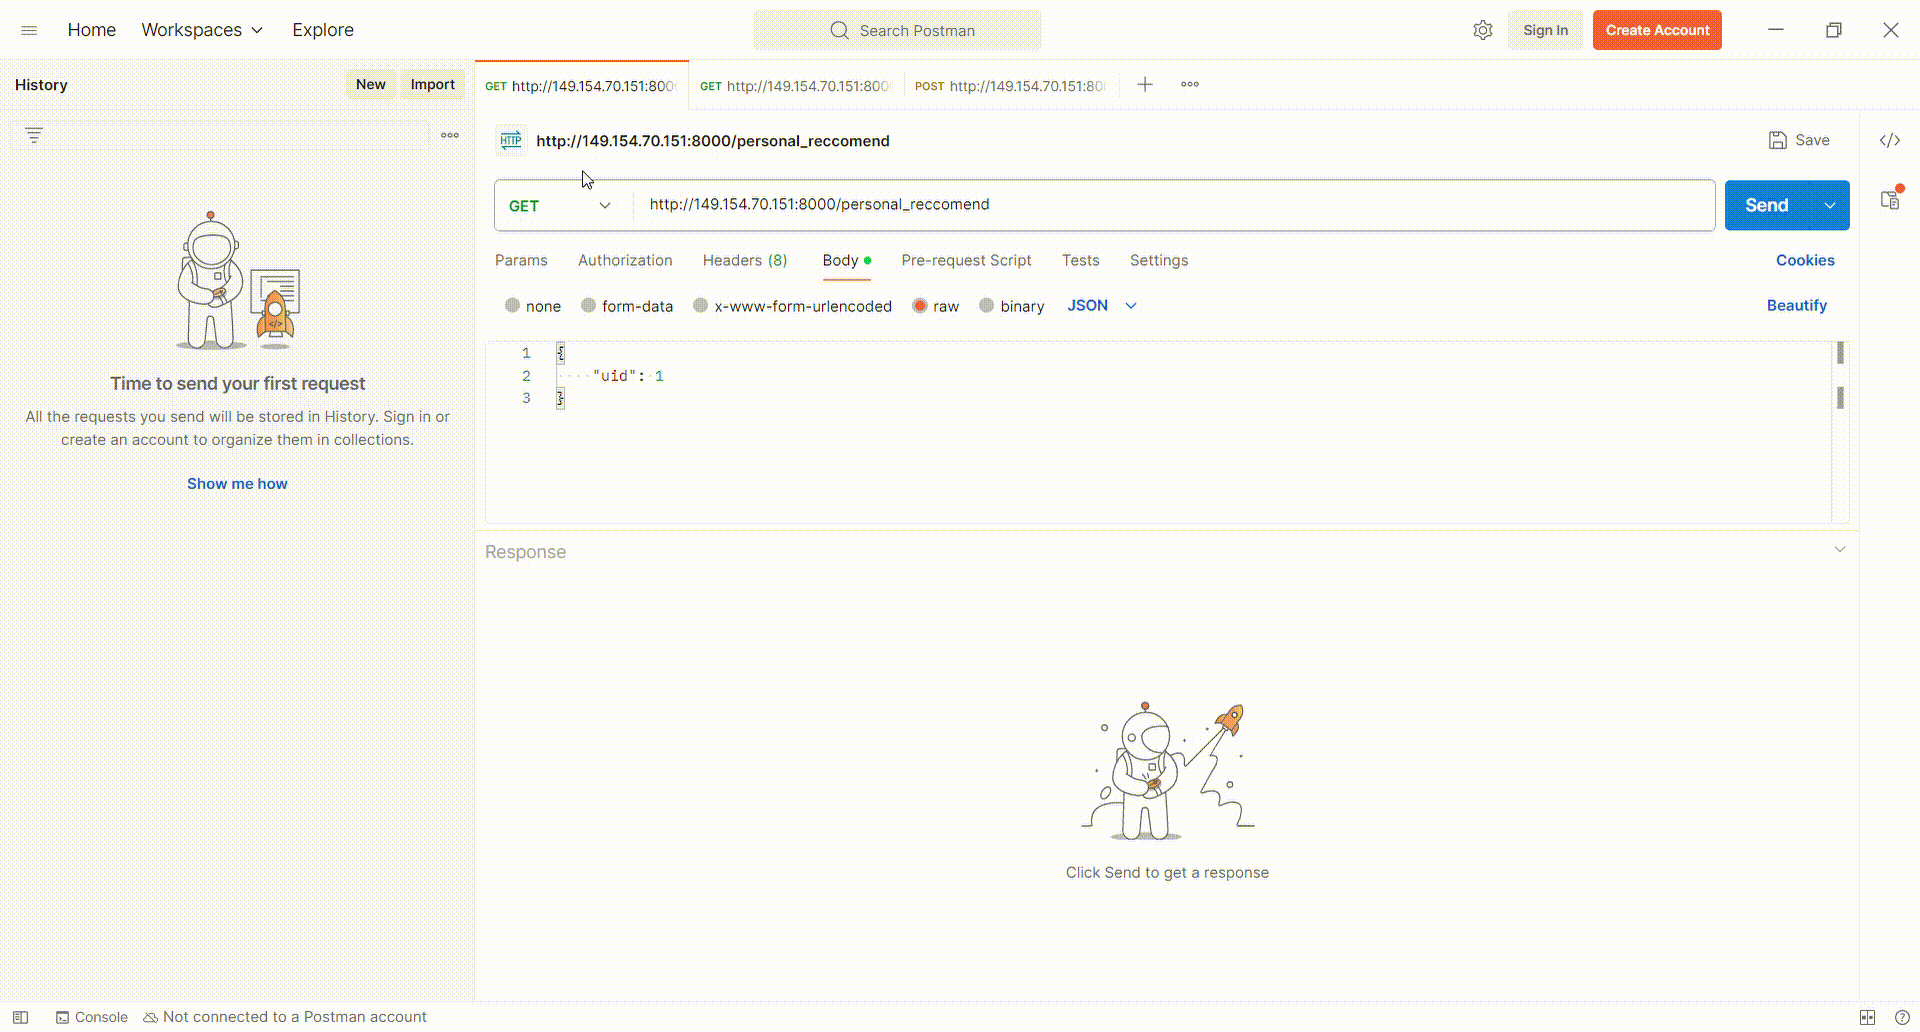 Home Workspaces Explore Search Postman Sign In Create Account
History New Import GET http://149.154.70.151:800 GET http://149.154.70.151:800 POST http://149.154.70.151:80
HTTP http://149.154.70.151:8000/personal_reccomend Save </>
GET http://149.154.70.151:8000/personal_reccomend Send
Params Authorization Headers (8) Body Pre-request Script Tests Settings Cookies
none form-data x-www-form-urlencoded raw binary JSON Beautify
1 {
2 "uid": 1
3 }
</>
Time to send your first request
All the requests you send will be stored in History. Sign in or
create an account to organize them in collections.
Show me how
Response
Click Send to get a response
Console Not connected to a Postman account